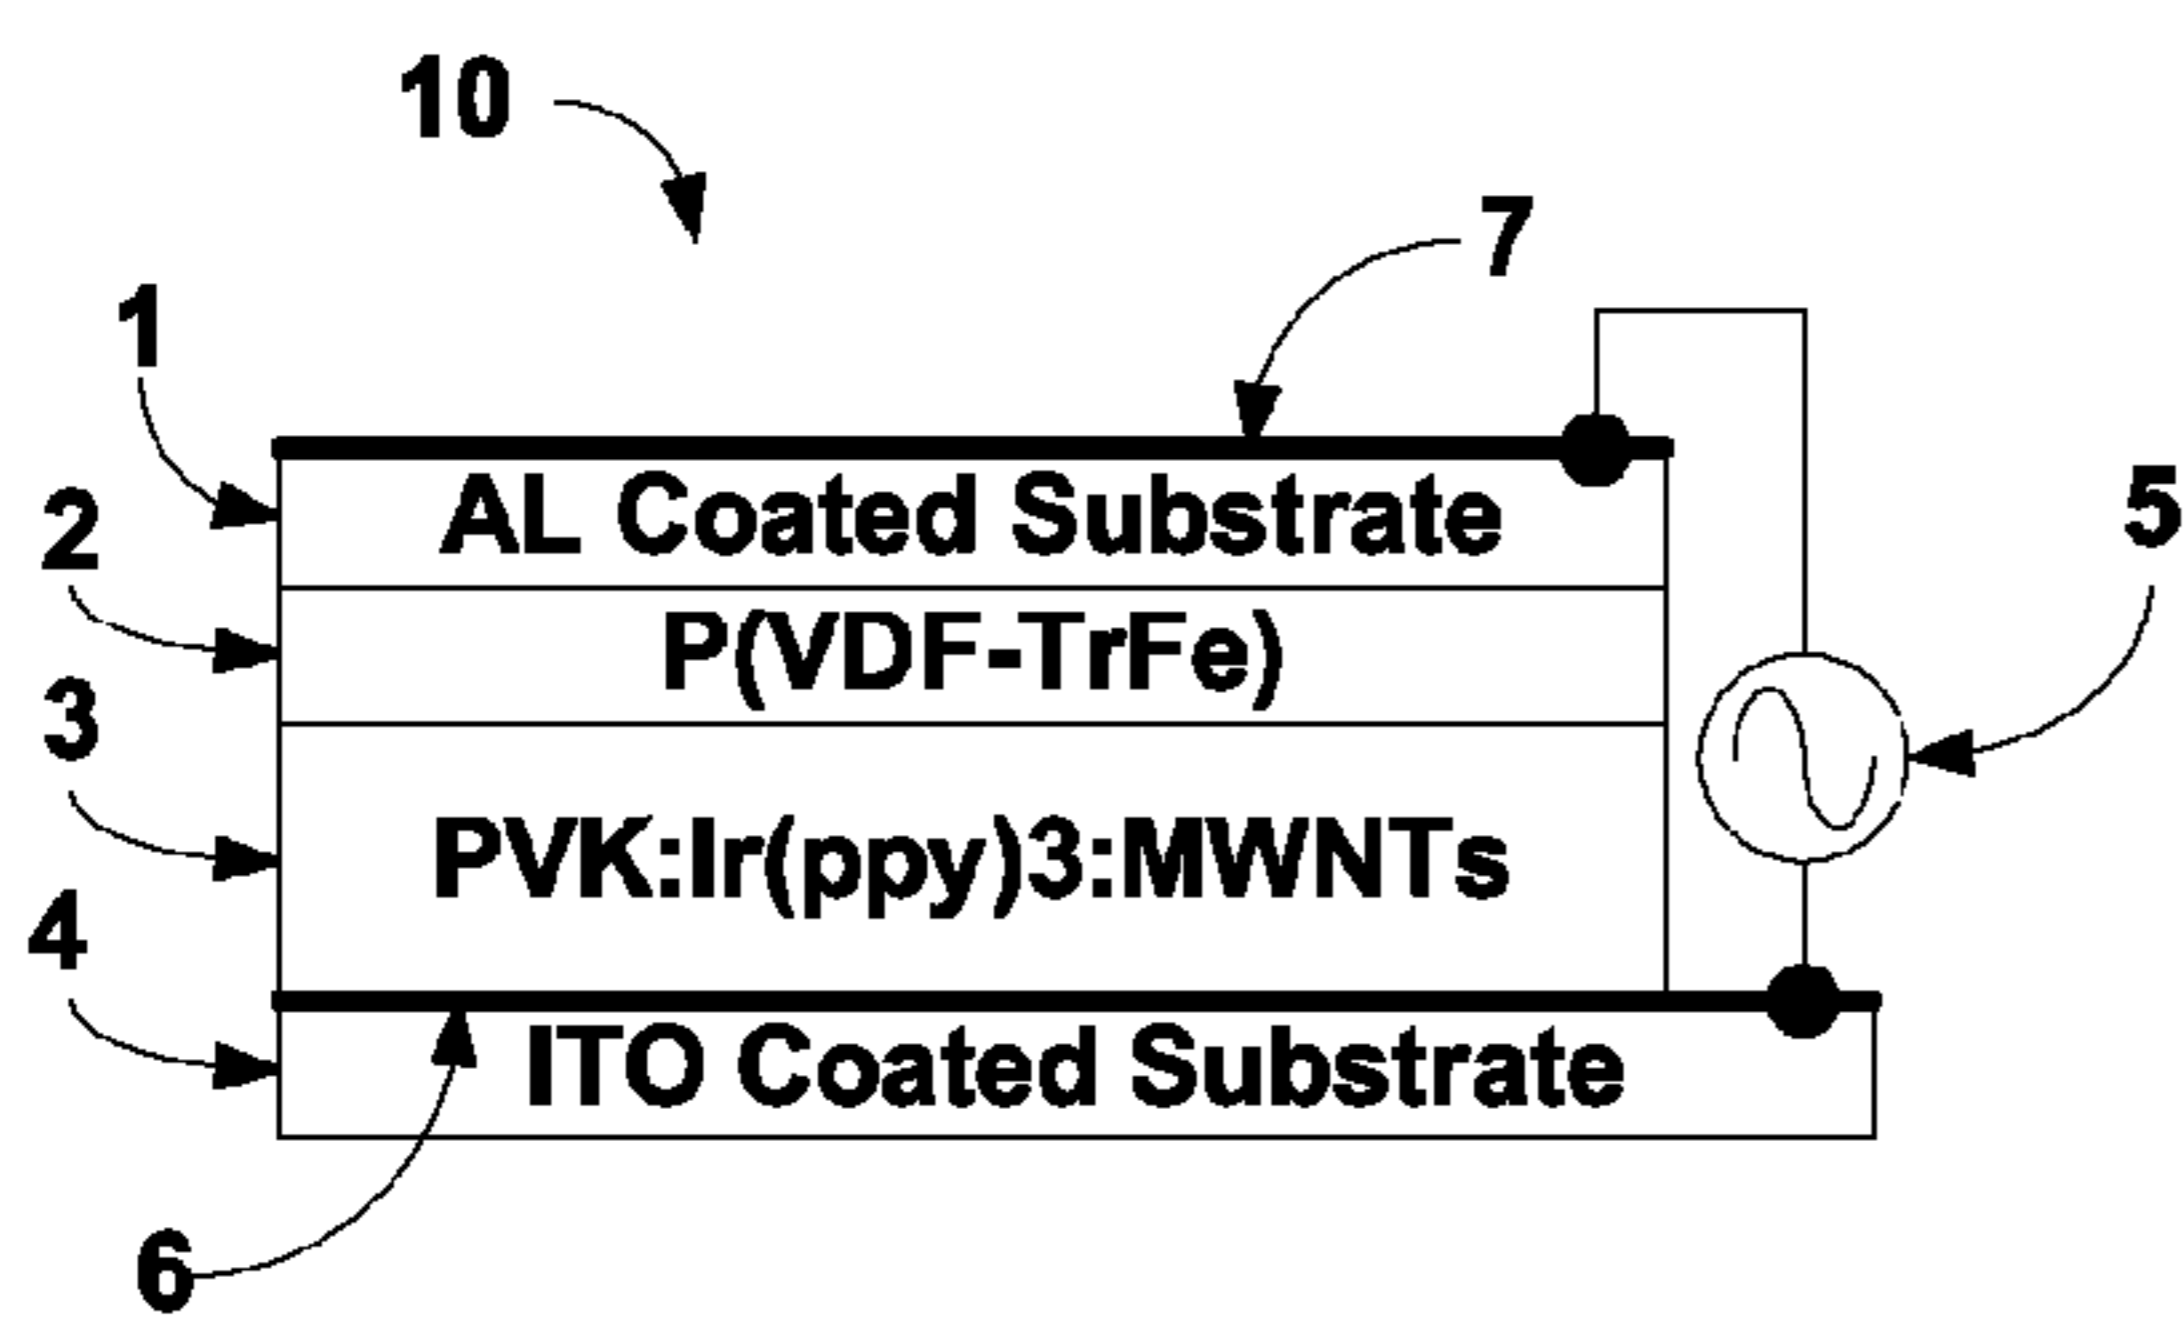 10
7
1
AL Coated Substrate
5
2
P(VDF-TrFe)
3
PVK:Ir(ppy)3:MWNTs
4
ITO Coated Substrate
6